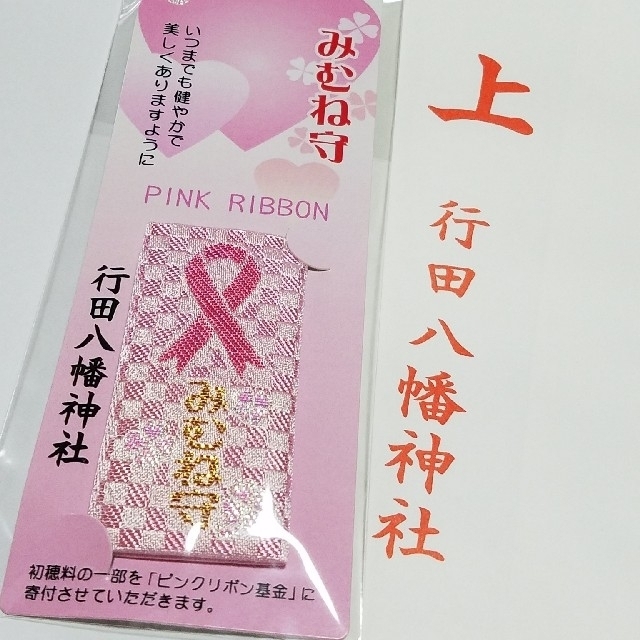 みむね守
いつまでも健やかで
美しくありますように
PINK RIBBON
みむね守
行田八幡神社
初穂料の一部を「ピンクリボン基金」に
寄付させていただきます。
上
行田八幡神社